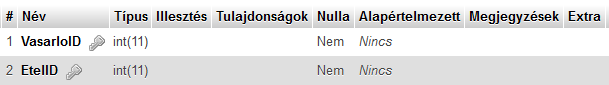 # Név Típus Illesztés Tulajdonságok Nulla Alapértelmezett Megjegyzések Extra
1 VasarloID int(11) Nem Nincs
2 EtelID int(11) Nem Nincs